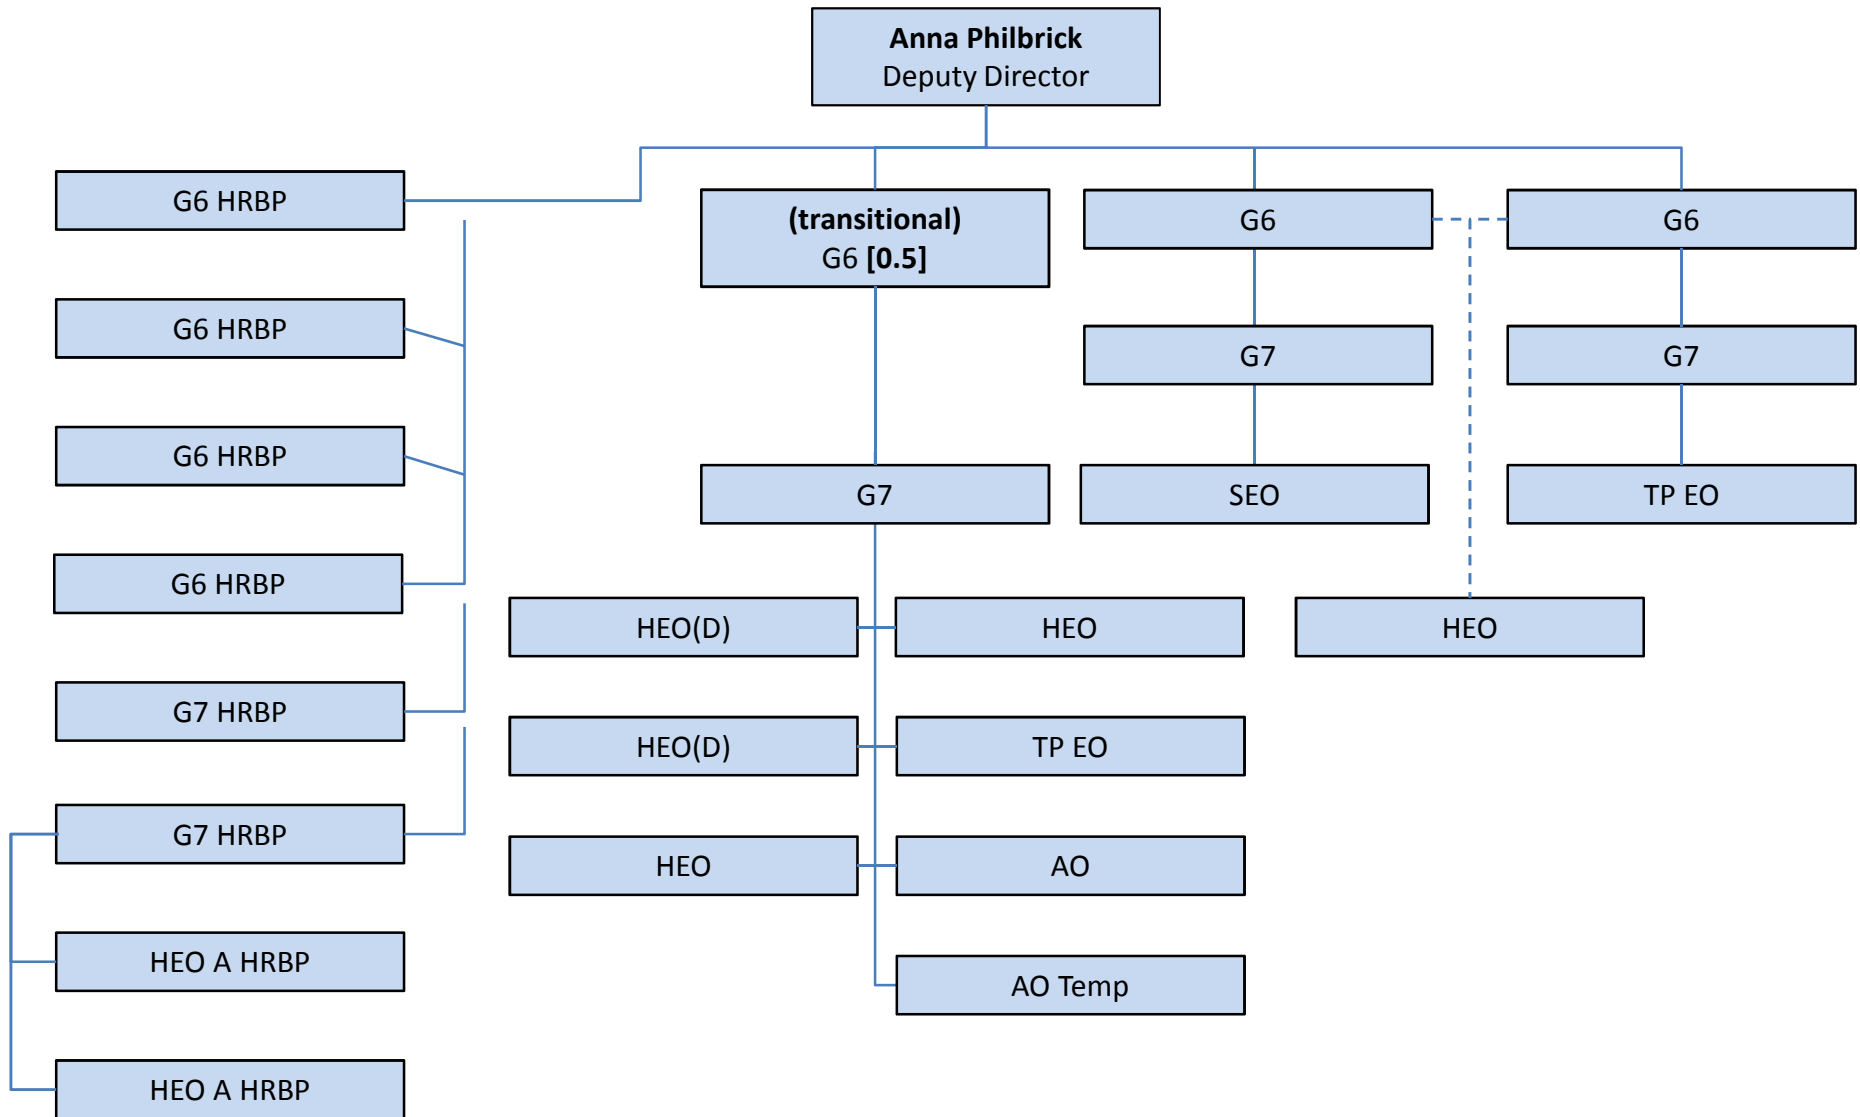 Anna Philbrick
Deputy Director
G6 HRBP
G6 HRBP
G6 HRBP
G6 HRBP
G7 HRBP
G7 HRBP
HEO A HRBP
HEO A HRBP
(transitional)
G6 [0.5]
G7
HEO(D)
HEO
HEO(D)
TP EO
HEO
AO
AO Temp
G6
G7
SEO
G6
G7
TP EO
HEO